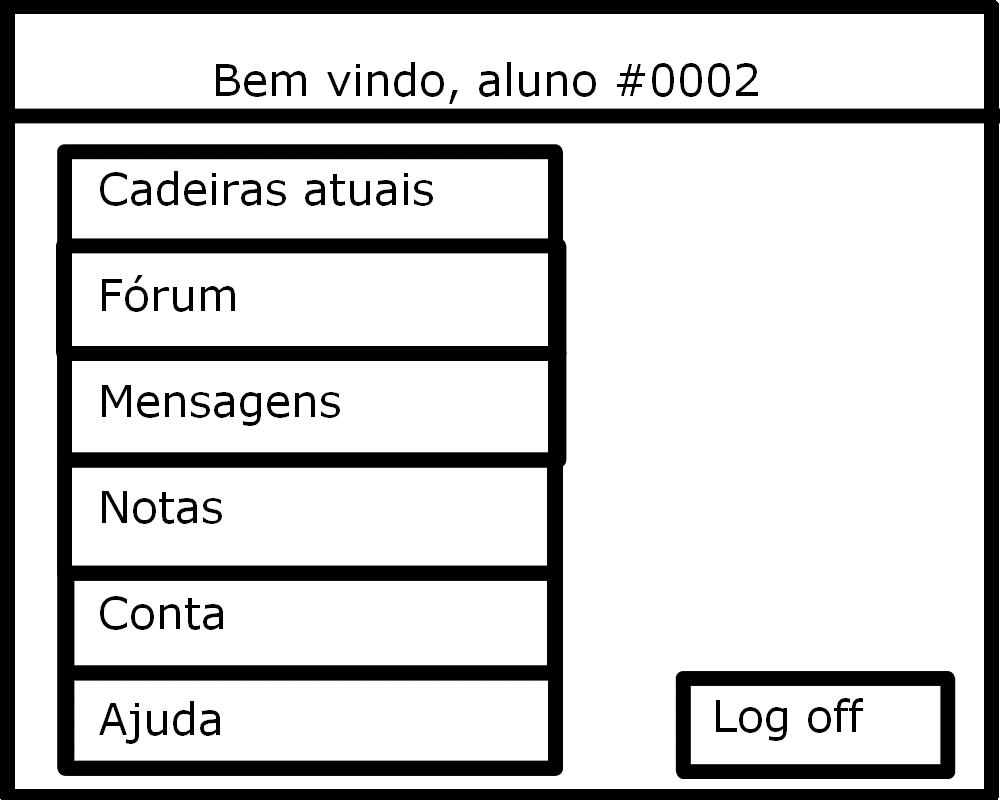 Bem vindo, aluno #0002
Cadeiras atuais
Fórum
Mensagens
Notas
Conta
Ajuda
Log off